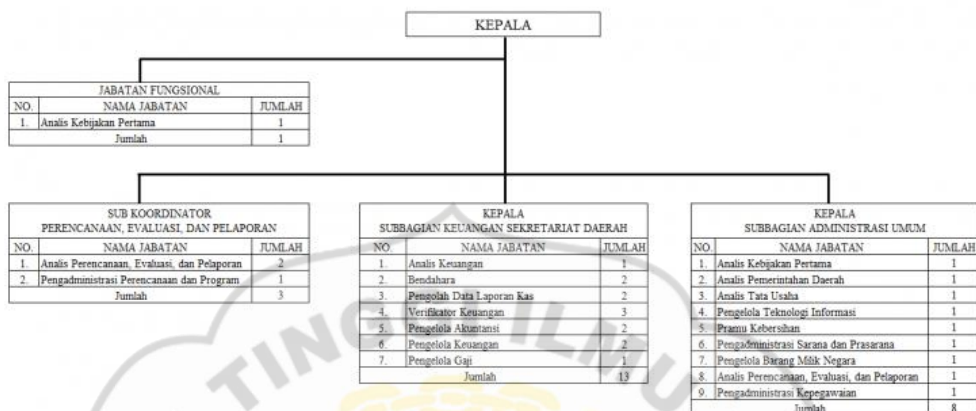 KEPALA
JABATAN FUNGSIONAL
NO. NAMA JABATAN JUMLAH
1. Analis Kebijakan Pertama 1
Jumlah 1
SUB KOORDINATOR
PERENCANAAN, EVALUASI, DAN PELAPORAN
NO. NAMA JABATAN JUMLAH
1. Analis Perencanaan, Evaluasi, dan Pelaporan 2
2. Pengadministrasi Perencanaan dan Program 1
Jumlah 3
KEPALA
SUBBAGIAN KEUANGAN SEKRETARIAT DAERAH
NO. NAMA JABATAN JUMLAH
1. Analis Keuangan 1
2. Bendahara 2
3. Pengolah Data Laporan Kas 2
4. Verifikator Keuangan 3
5. Pengelola Akuntansi 2
6. Pengelola Keuangan 2
7. Pengelola Gaji 1
Jumlah 13
KEPALA
SUBBAGIAN ADMINISTRASI UMUM
NO. NAMA JABATAN JUMLAH
1. Analis Kebijakan Pertama 1
2. Analis Pemerintahan Daerah 1
3. Analis Tata Usaha 1
4. Pengelola Teknologi Informasi 1
5. Pramu Kebersihan 1
6. Pengadministrasi Sarana dan Prasarana 1
7. Pengelola Barang Milik Negara 1
8. Analis Perencanaan, Evaluasi, dan Pelaporan 1
9. Pengadministrasi Kepegawaian 1
Jumlah 8
TINGGI ILMU